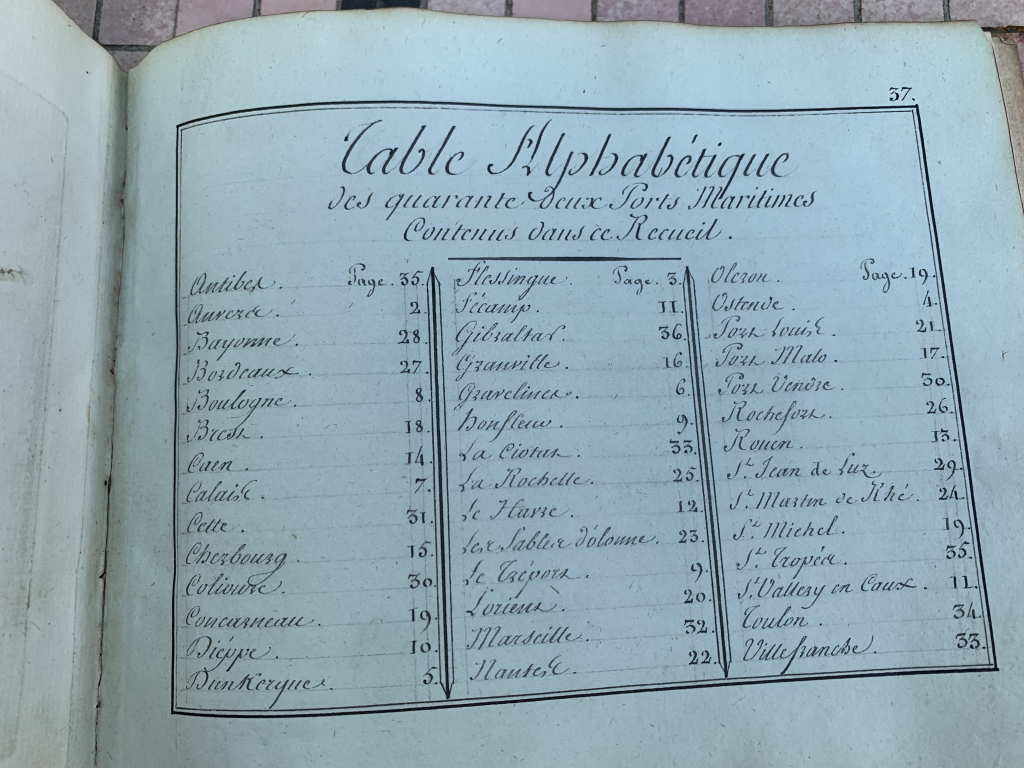 37.
Table Alphabétique
des quarante deux Ports Maritimes
Contenus dans ce Recueil.
Antibes. Page. 35.
Anvers. 2.
Bayonne. 28.
Bordeaux. 27.
Boulogne. 8.
Brest. 18.
Caen. 14.
Calais. 7.
Cette. 31.
Cherbourg. 15.
Coliouvre. 30.
Concarneau. 19.
Diéppe. 10.
Dunkerque. 5.
Flessingue. Page. 3.
Fécamp. 11.
Gibraltar. 36.
Granville. 16.
Gravelines. 6.
Honfleur. 9.
La Ciotat. 33.
La Rochelle. 25.
Le Havre. 12.
Les Sables d'olonne. 23.
Le Tréport. 9.
L'orient. 20.
Marseille. 32.
Nantes. 22.
Oleron. Page. 19.
Ostende. 4.
Port Louis. 21.
Port Malo. 17.
Port Vendre. 30.
Rochefort. 26.
Rouen. 13.
St. Jean de Luz. 29.
St. Martin de Rhé. 24.
St. Michel. 19.
St. Tropés. 35.
St. Vallery en Caux. 11.
Toulon. 34.
Villefranche. 33.